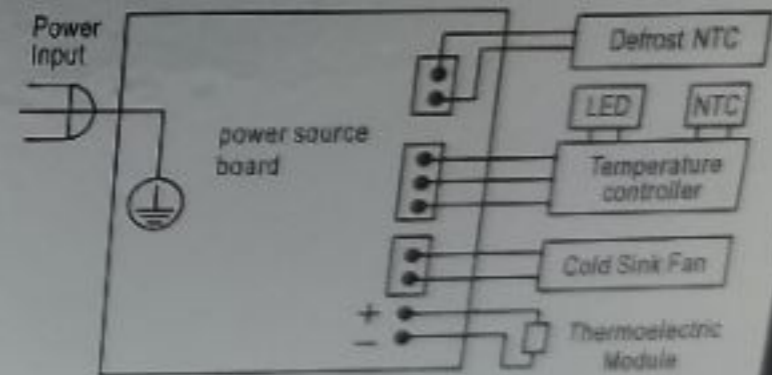 Power
Input
Defrost NTC
LED
NTC
power source
board
Temperature
controller
Cold Sink Fan
+
−
Thermoelectric
Module